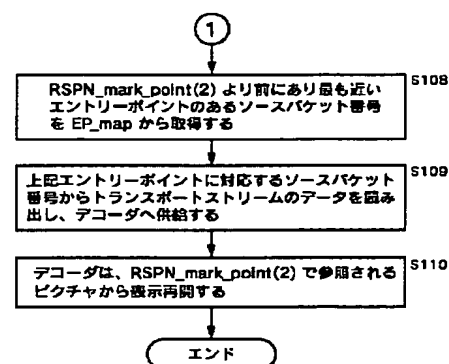 1
RSPN_mark_point(2) より前にあり最も近い
エントリーポイントのあるソースパケット番号
を EP_map から取得する
S108
上記エントリーポイントに対応するソースパケット
番号からトランスポートストリームのデータを読み
出し、デコーダへ供給する
S109
デコーダは、RSPN_mark_point(2) で参照される
ピクチャから表示再開する
S110
エンド